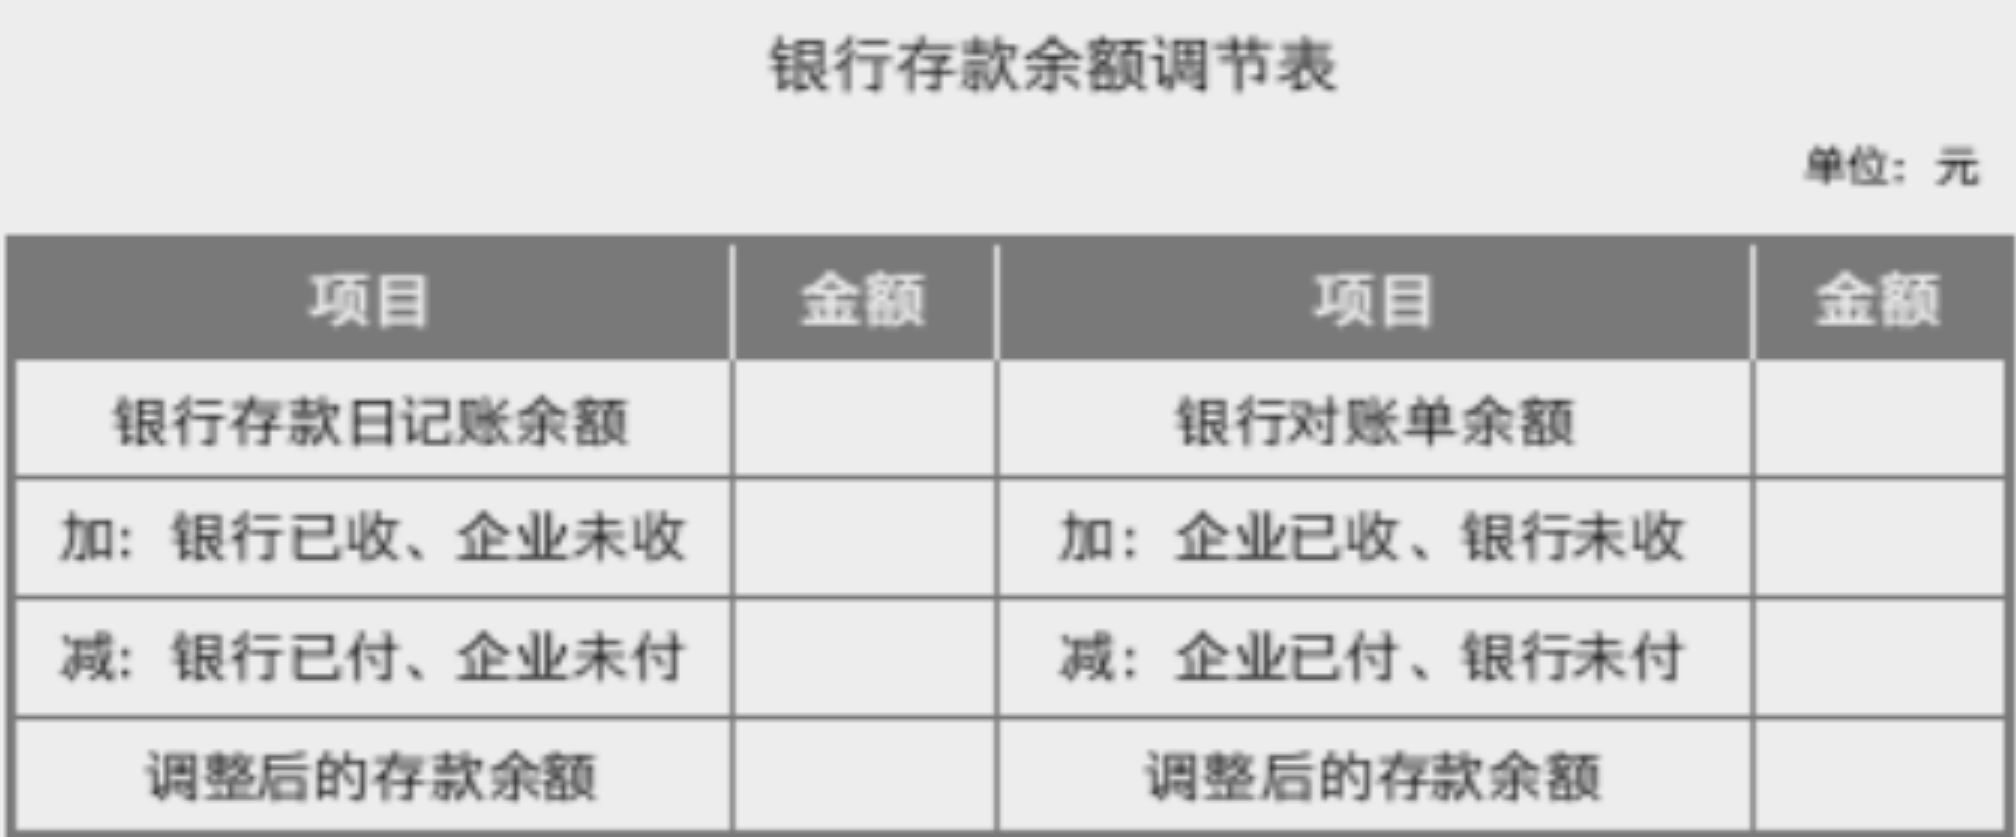 银行存款余额调节表
单位：元
项目 金额 项目 金额
银行存款日记账余额 银行对账单余额
加：银行已收、企业未收 加：企业已收、银行未收
减：银行已付、企业未付 减：企业已付、银行未付
调整后的存款余额 调整后的存款余额